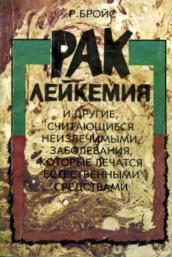 Р. БРОЙС
РАК
ЛЕЙКЕМИЯ
И ДРУГИЕ,
СЧИТАЮЩИЕСЯ
НЕИЗЛЕЧИМЫМИ,
ЗАБОЛЕВАНИЯ,
КОТОРЫЕ ЛЕЧАТСЯ
ЕСТЕСТВЕННЫМИ
СРЕДСТВАМИ